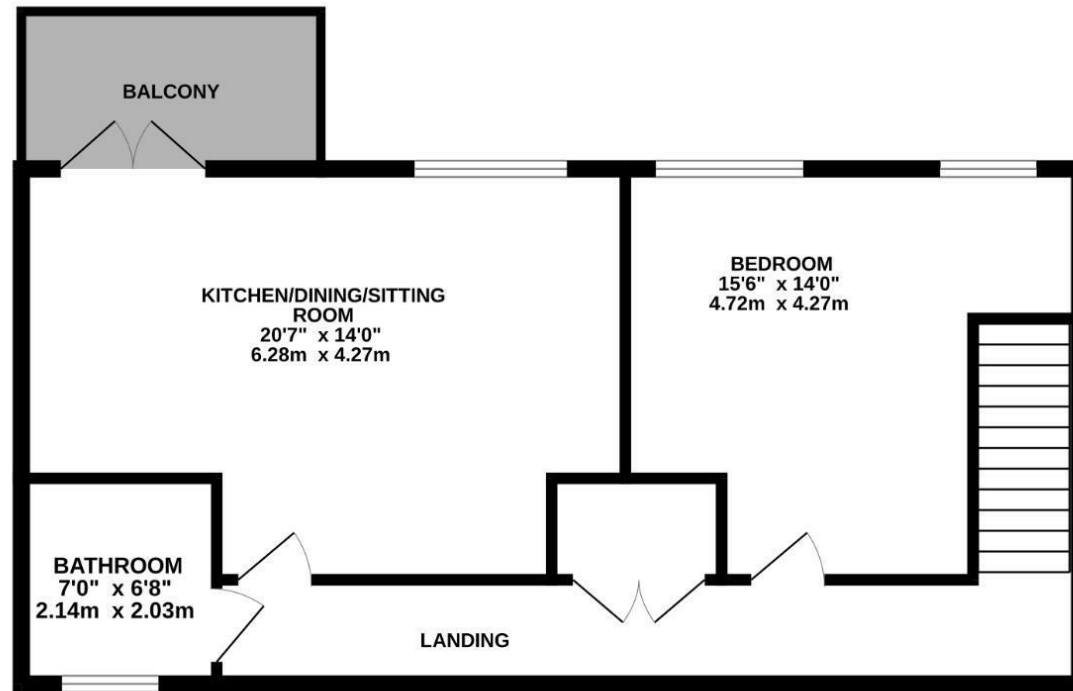 BALCONY
KITCHEN/DINING/SITTING
ROOM
20'7" x 14'0"
6.28m x 4.27m
BEDROOM
15'6" x 14'0"
4.72m x 4.27m
BATHROOM
7'0" x 6'8"
2.14m x 2.03m
LANDING